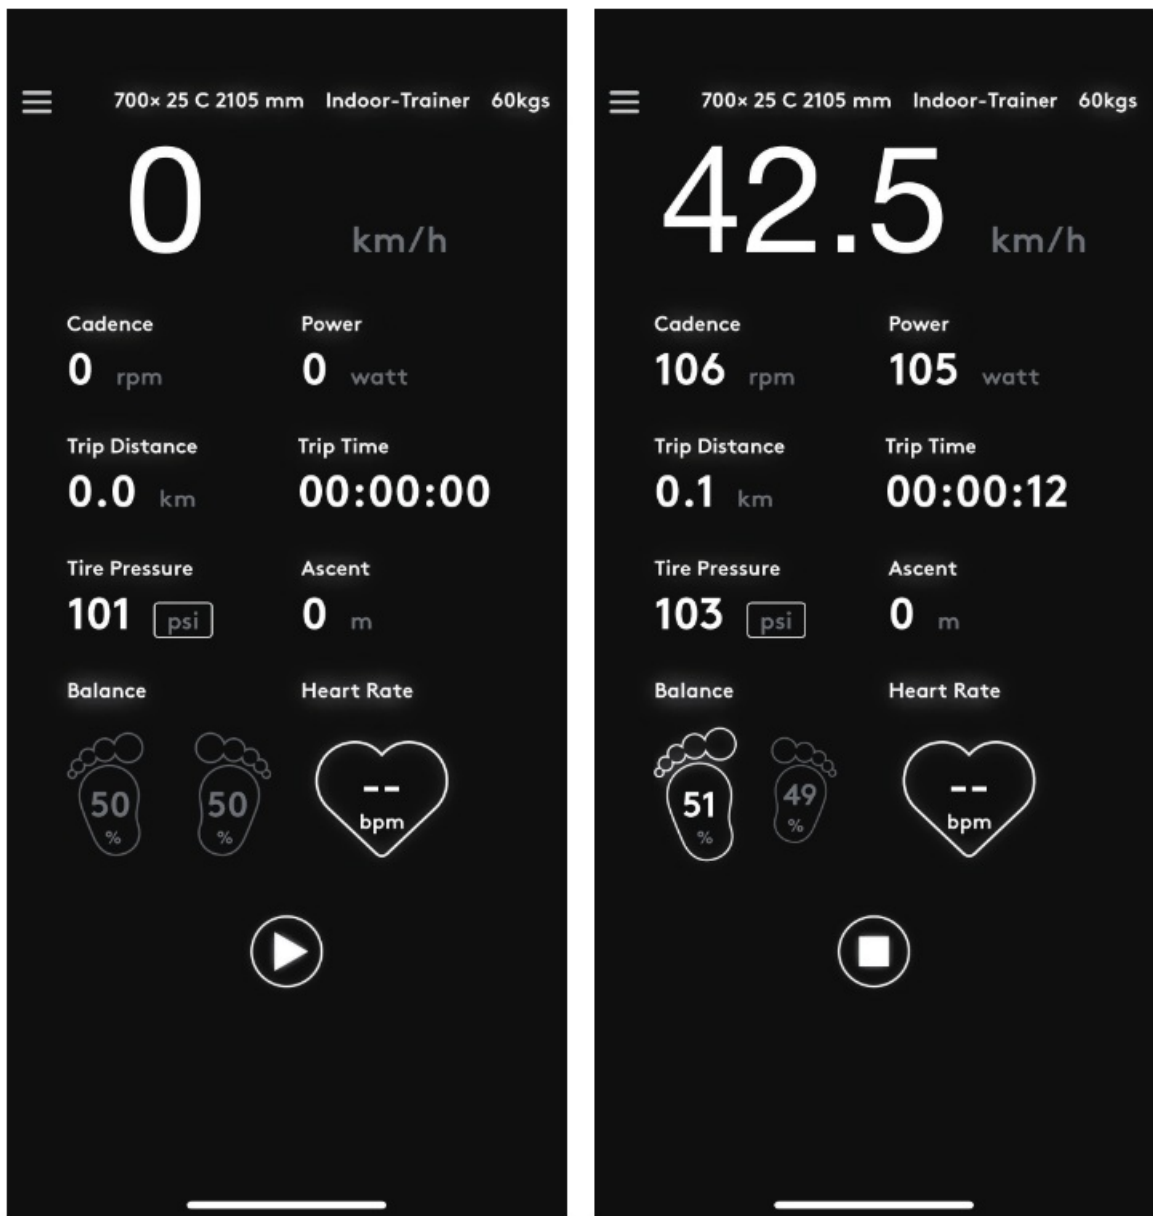 700× 25 C 2105 mm Indoor-Trainer 60kgs
0 km/h
Cadence Power
0 rpm 0 watt
Trip Distance Trip Time
0.0 km 00:00:00
Tire Pressure Ascent
101 psi 0 m
Balance Heart Rate
50 % 50 % -- bpm
700× 25 C 2105 mm Indoor-Trainer 60kgs
42.5 km/h
Cadence Power
106 rpm 105 watt
Trip Distance Trip Time
0.1 km 00:00:12
Tire Pressure Ascent
103 psi 0 m
Balance Heart Rate
51 % 49 % -- bpm